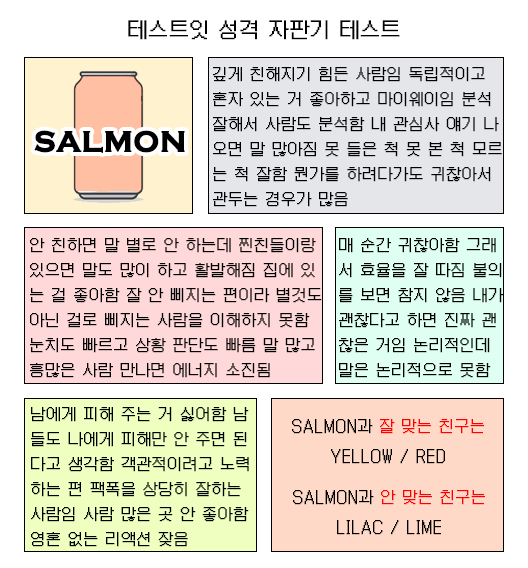 테스트잇 성격 자판기 테스트
SALMON
깊게 친해지기 힘든 사람임 독립적이고
혼자 있는 거 좋아하고 마이웨이임 분석
잘해서 사람도 분석함 내 관심사 얘기 나
오면 말 많아짐 못 들은 척 못 본 척 모르
는 척 잘함 뭔가를 하려다가도 귀찮아서
관두는 경우가 많음
안 친하면 말 별로 안 하는데 찐친들이랑
있으면 말도 많이 하고 활발해짐 집에 있
는 걸 좋아함 잘 안 삐지는 편이라 별것도
아닌 걸로 삐지는 사람을 이해하지 못함
눈치도 빠르고 상황 판단도 빠름 말 많고
흥많은 사람 만나면 에너지 소진됨
매 순간 귀찮아함 그래
서 효율을 잘 따짐 불의
를 보면 참지 않음 내가
괜찮다고 하면 진짜 괜
찮은 거임 논리적인데
말은 논리적으로 못함
남에게 피해 주는 거 싫어함 남
들도 나에게 피해만 안 주면 된
다고 생각함 객관적이려고 노력
하는 편 팩폭을 상당히 잘하는
사람임 사람 많은 곳 안 좋아함
영혼 없는 리액션 잦음
SALMON과 잘 맞는 친구는
YELLOW / RED
SALMON과 안 맞는 친구는
LILAC / LIME